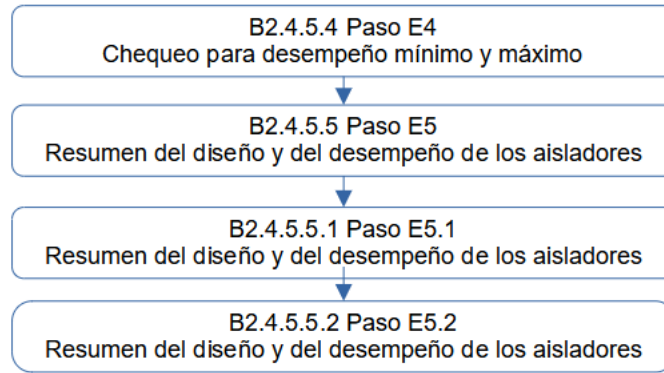 B2.4.5.4 Paso E4
Chequeo para desempeño mínimo y máximo
B2.4.5.5 Paso E5
Resumen del diseño y del desempeño de los aisladores
B2.4.5.5.1 Paso E5.1
Resumen del diseño y del desempeño de los aisladores
B2.4.5.5.2 Paso E5.2
Resumen del diseño y del desempeño de los aisladores